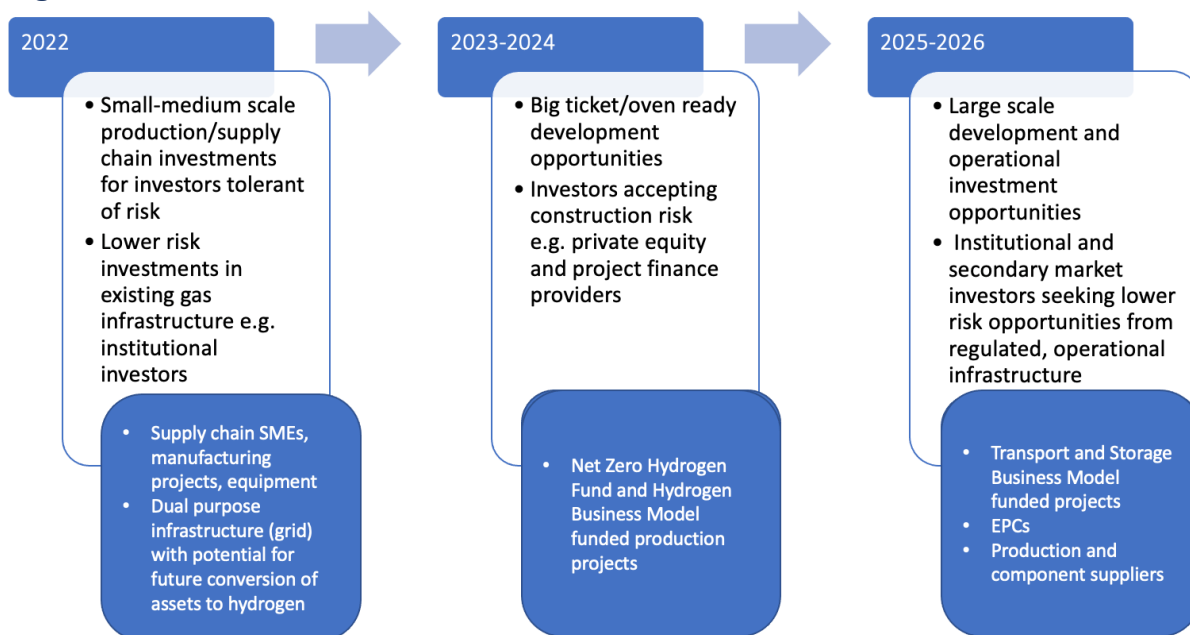 2022
• Small-medium scale
production/supply
chain investments
for investors tolerant
of risk
• Lower risk
investments in
existing gas
infrastructure e.g.
institutional
investors
• Supply chain SMEs,
manufacturing
projects, equipment
• Dual purpose
infrastructure (grid)
with potential for
future conversion of
assets to hydrogen
2023-2024
• Big ticket/oven ready
development
opportunities
• Investors accepting
construction risk
e.g. private equity
and project finance
providers
• Net Zero Hydrogen
Fund and Hydrogen
Business Model
funded production
projects
2025-2026
• Large scale
development and
operational
investment
opportunities
• Institutional and
secondary market
investors seeking lower
risk opportunities from
regulated, operational
infrastructure
• Transport and Storage
Business Model
funded projects
• EPCs
• Production and
component suppliers